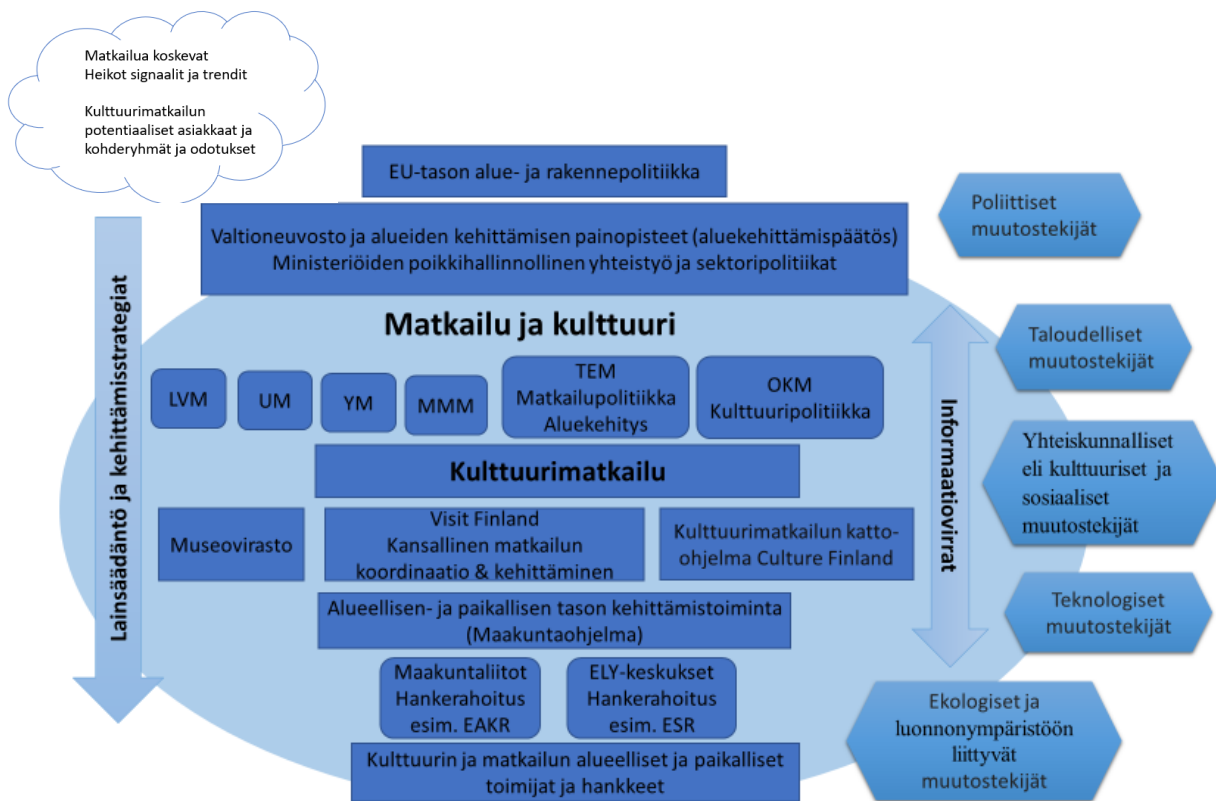 Matkailua koskevat
Heikot signaalit ja trendit
Kulttuurimatkailun
potentiaaliset asiakkaat ja
kohderyhmät ja odotukset
EU-tason alue- ja rakennepolitiikka
Valtioneuvosto ja alueiden kehittämisen painopisteet (aluekehittämispäätös)
Ministeriöiden poikkihallinnollinen yhteistyö ja sektoripolitiikat
Lainsäädäntö ja kehittämisstrategiat
Matkailu ja kulttuuri
LVM
UM
YM
MMM
TEM
Matkailupolitiikka
Aluekehitys
OKM
Kulttuuripolitiikka
Kulttuurimatkailu
Museovirasto
Visit Finland
Kansallinen matkailun
koordinaatio & kehittäminen
Kulttuurimatkailun katto-
ohjelma Culture Finland
Alueellisen- ja paikallisen tason kehittämistoiminta
(Maakuntaohjelma)
Maakuntaliitot
Hankerahoitus
esim. EAKR
ELY-keskukset
Hankerahoitus
esim. ESR
Kulttuurin ja matkailun alueelliset ja paikalliset
toimijat ja hankkeet
Informaatiovirrat
Poliittiset
muutostekijät
Taloudelliset
muutostekijät
Yhteiskunnalliset
eli kulttuuriset ja
sosiaaliset
muutostekijät
Teknologiset
muutostekijät
Ekologiset ja
luonnonympäristöön
liittyvät
muutostekijät